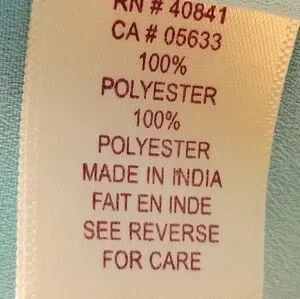 RN # 40841
CA # 05633
100%
POLYESTER
100%
POLYESTER
MADE IN INDIA
FAIT EN INDE
SEE REVERSE
FOR CARE